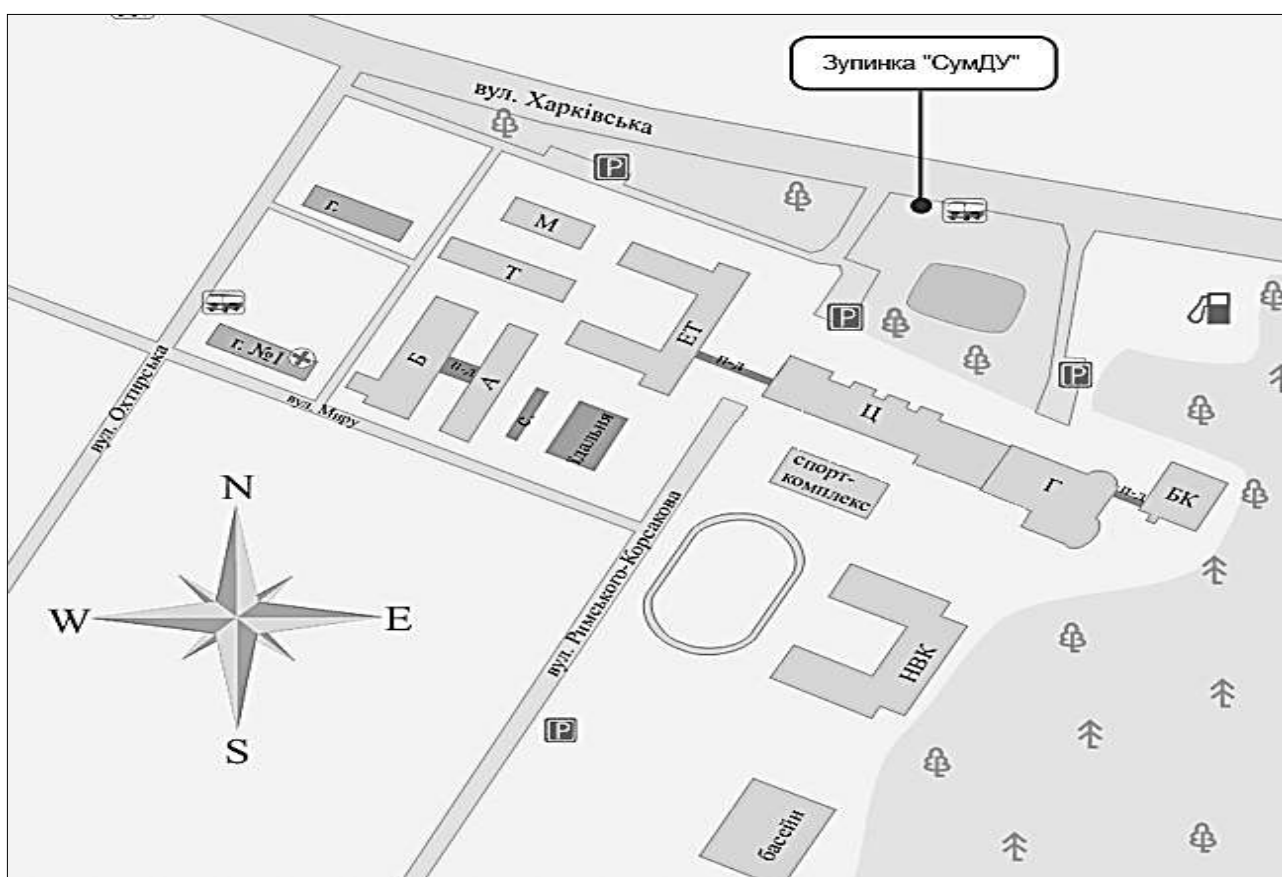 Зупинка "СумДУ"
вул. Харківська
P
г.
М
Т
ЕТ
P
г. №1
Б
п-д
А
п-д
P
вул. Охтирська
вул. Миру
с.
їдальня
Ц
спорт-
комплекс
Г
п-д
БК
N
W
E
S
вул. Римського-Корсакова
НВК
P
басейн